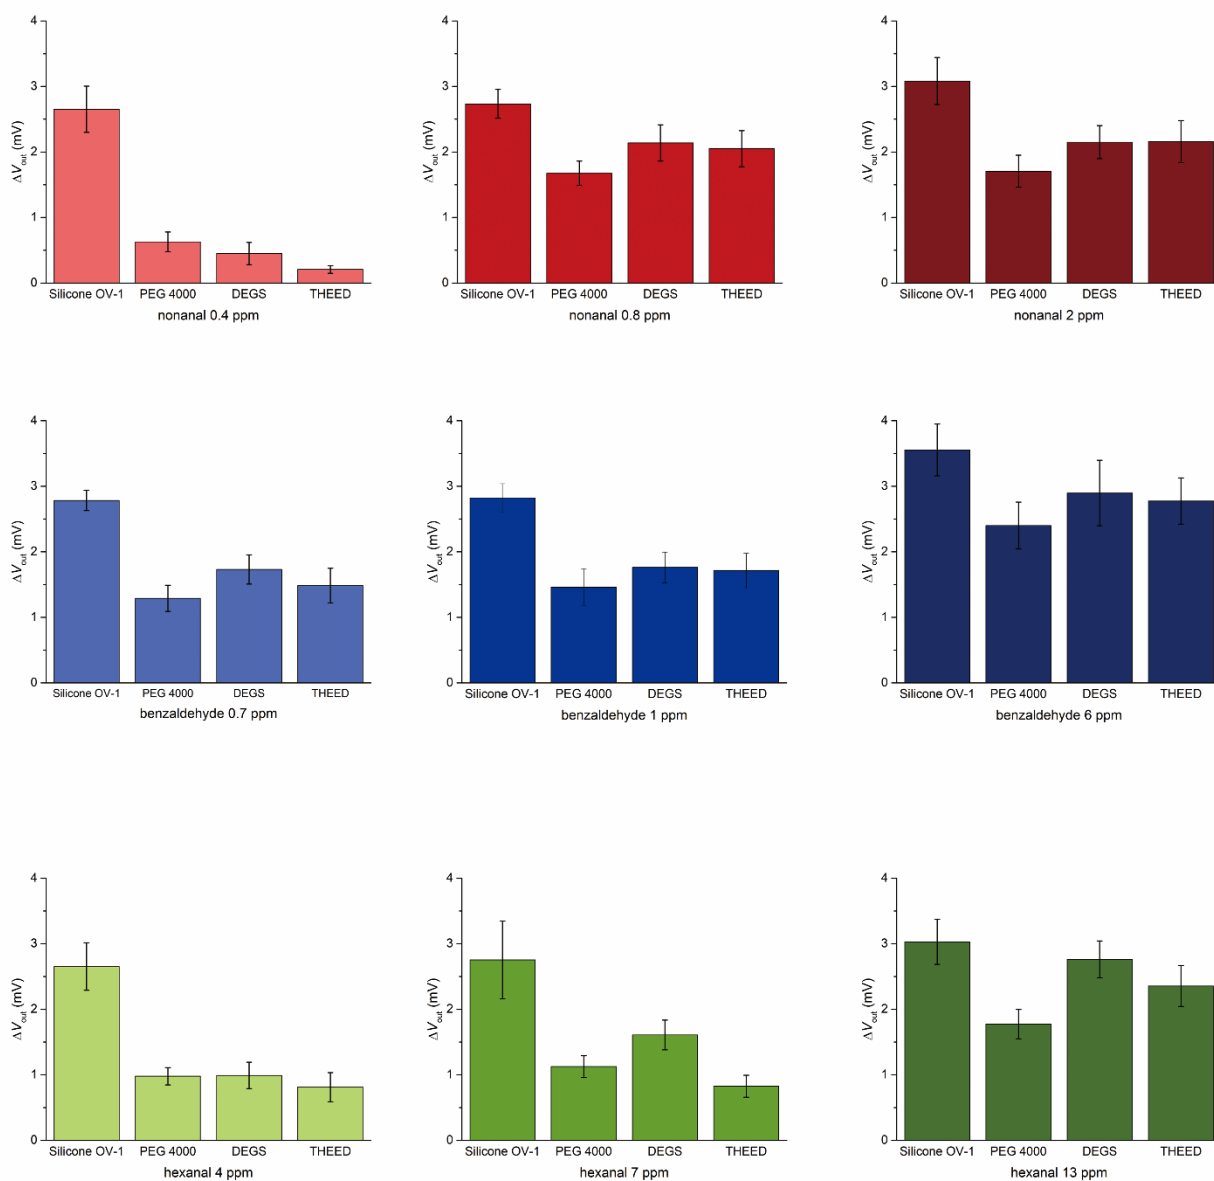 4
3
2
1
0
ΔVout (mV)
Silicone OV-1 PEG 4000 DEGS THEED
nonanal 0.4 ppm
4
3
2
1
0
ΔVout (mV)
Silicone OV-1 PEG 4000 DEGS THEED
nonanal 0.8 ppm
4
3
2
1
0
ΔVout (mV)
Silicone OV-1 PEG 4000 DEGS THEED
nonanal 2 ppm
4
3
2
1
0
ΔVout (mV)
Silicone OV-1 PEG 4000 DEGS THEED
benzaldehyde 0.7 ppm
4
3
2
1
0
ΔVout (mV)
Silicone OV-1 PEG 4000 DEGS THEED
benzaldehyde 1 ppm
4
3
2
1
0
ΔVout (mV)
Silicone OV-1 PEG 4000 DEGS THEED
benzaldehyde 6 ppm
4
3
2
1
0
ΔVout (mV)
Silicone OV-1 PEG 4000 DEGS THEED
hexanal 4 ppm
4
3
2
1
0
ΔVout (mV)
Silicone OV-1 PEG 4000 DEGS THEED
hexanal 7 ppm
4
3
2
1
0
ΔVout (mV)
Silicone OV-1 PEG 4000 DEGS THEED
hexanal 13 ppm